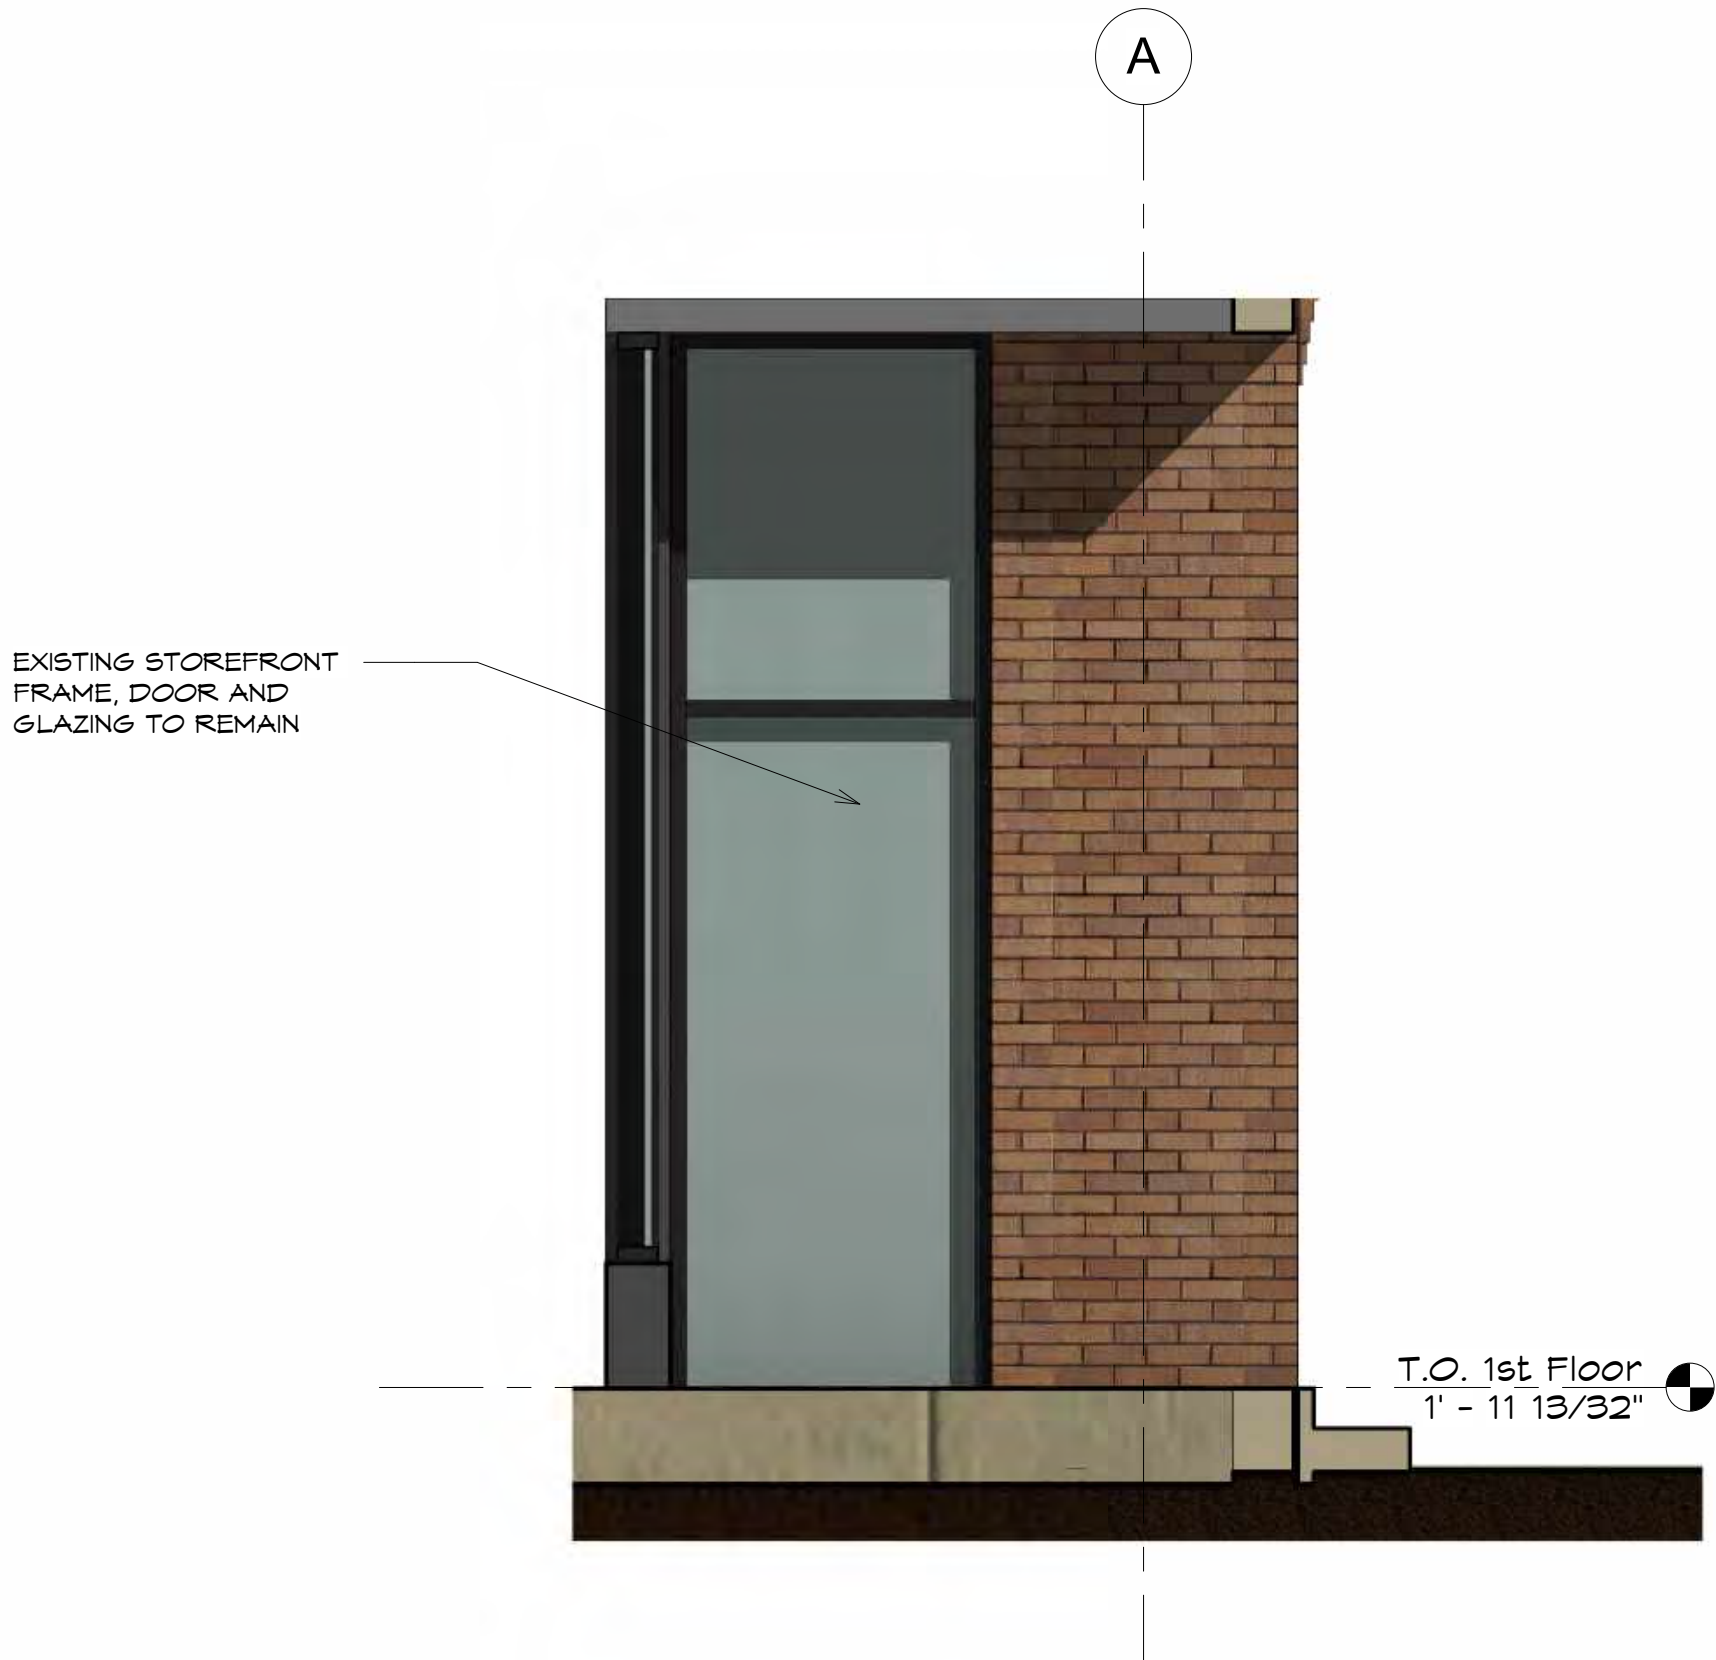 A
EXISTING STOREFRONT
FRAME, DOOR AND
GLAZING TO REMAIN
T.O. 1st Floor
1' - 11 13/32"